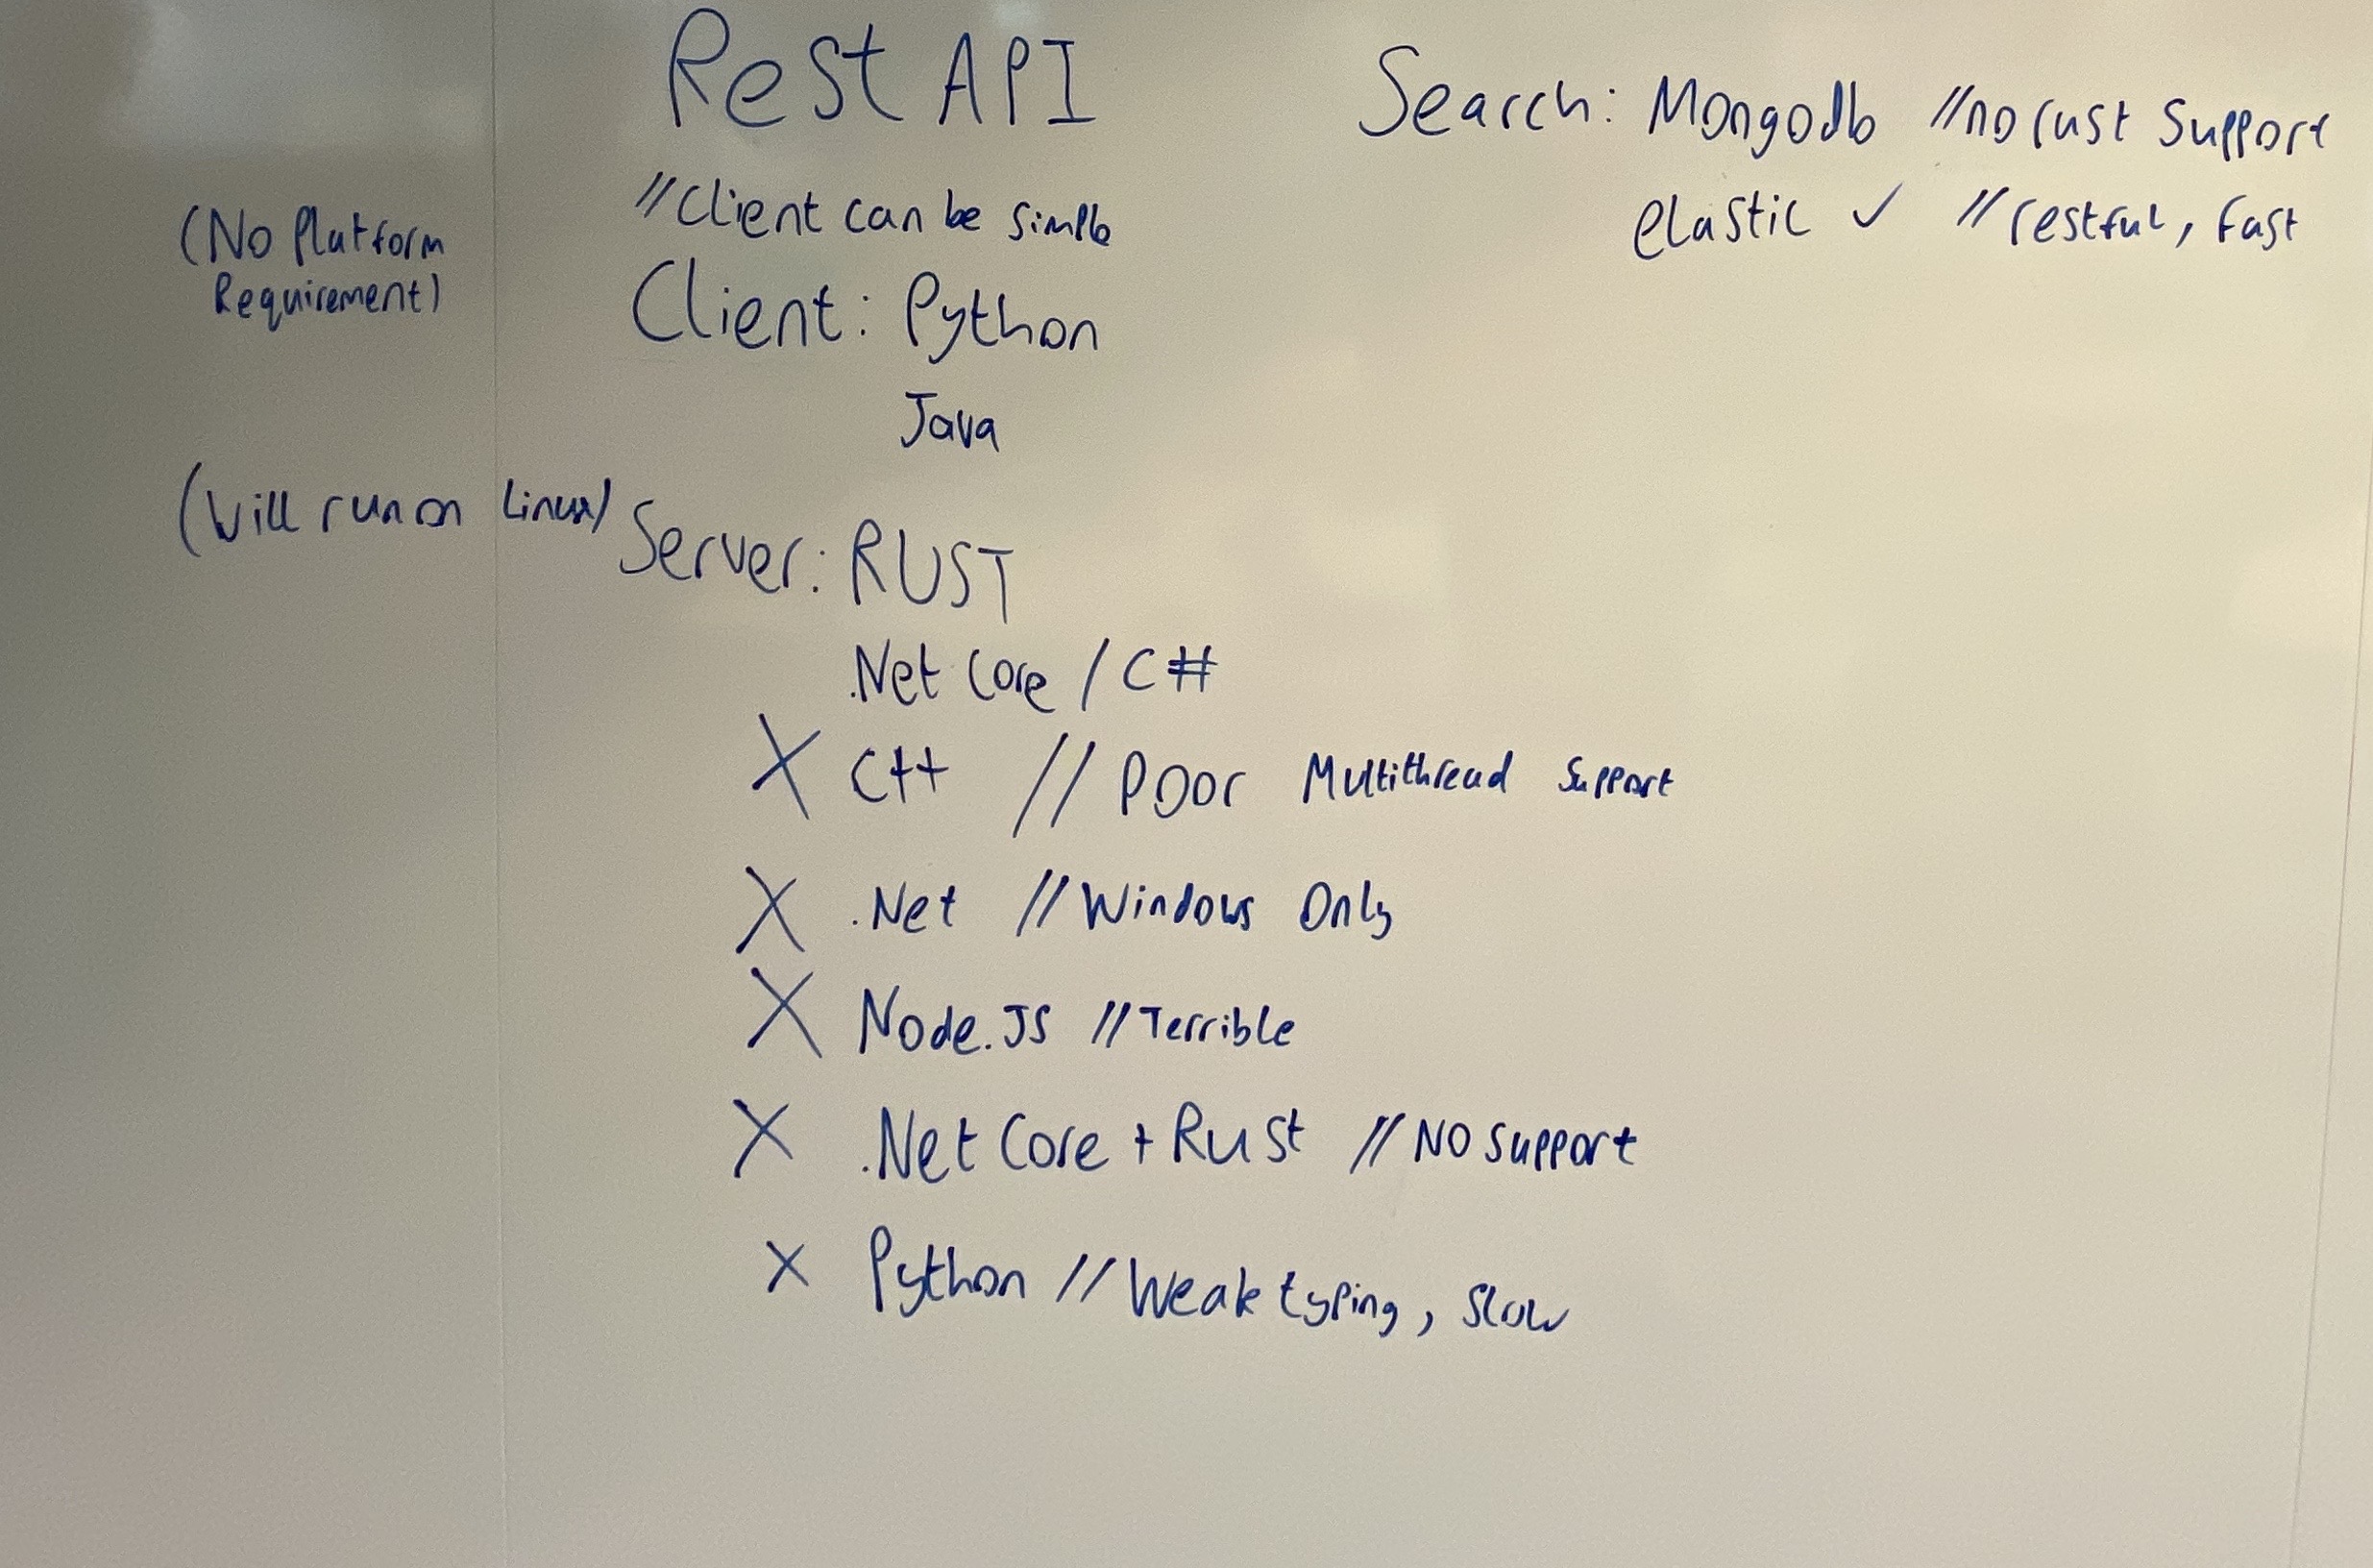 Rest API
//Client can be simple
(No Platform
Requirement)
Client: Python
Java
(Will run on Linux)
Server: RUST
.Net Core / C#
X C++ // Poor Multithread Support
X .Net // Windows Only
X Node.JS // Terrible
X .Net Core + Rust // No support
X Python // Weak typing, slow
Search: Mongodb //no rust support
elastic ✓ // restful, fast